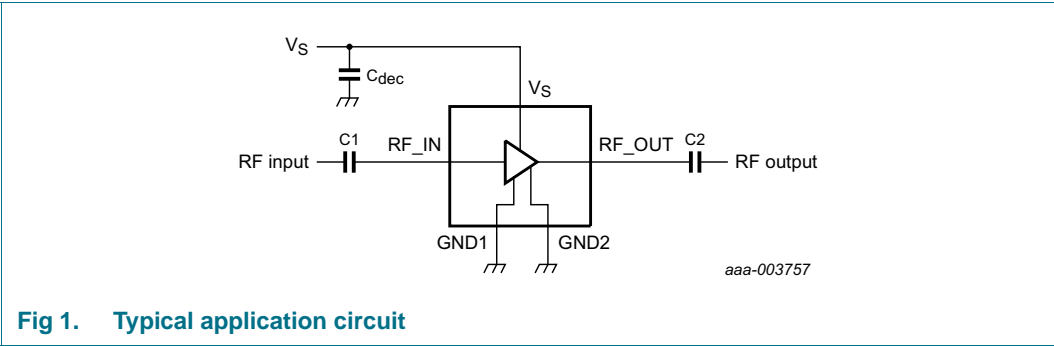 VS
Cdec
VS
C1
RF_IN
RF_OUT
C2
RF input
RF output
GND1
GND2
aaa-003757
Fig 1. Typical application circuit